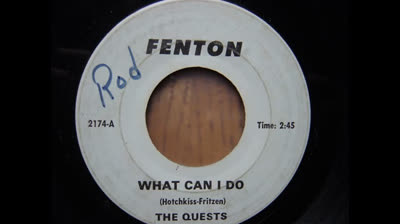 FENTON
Rod
2174-A
Time: 2:45
WHAT CAN I DO
(Hotchkiss-Fritzen)
THE QUESTS